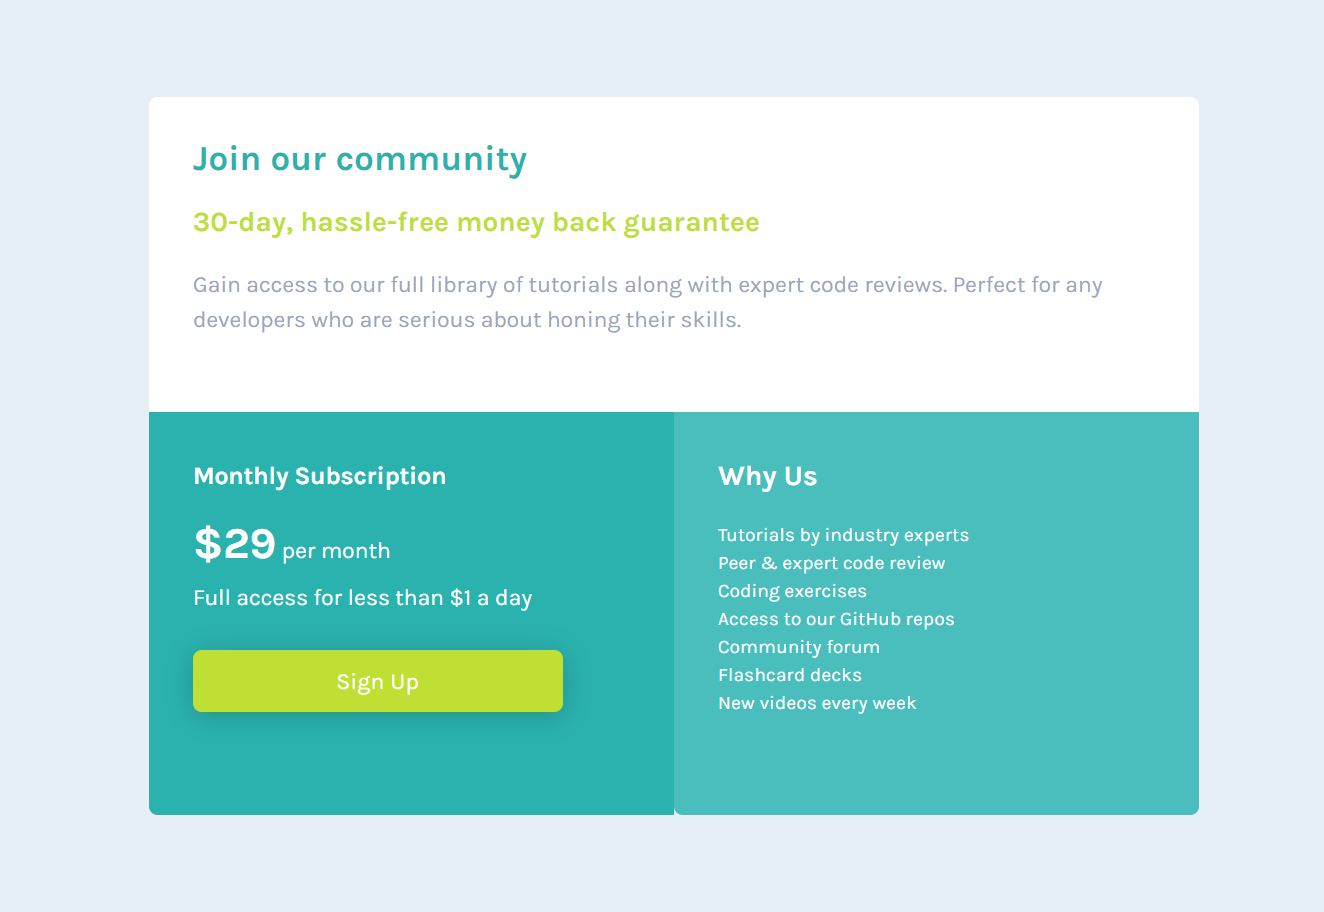 Join our community
30-day, hassle-free money back guarantee
Gain access to our full library of tutorials along with expert code reviews. Perfect for any
developers who are serious about honing their skills.
Monthly Subscription
$29 per month
Full access for less than $1 a day
Sign Up
Why Us
Tutorials by industry experts
Peer & expert code review
Coding exercises
Access to our GitHub repos
Community forum
Flashcard decks
New videos every week